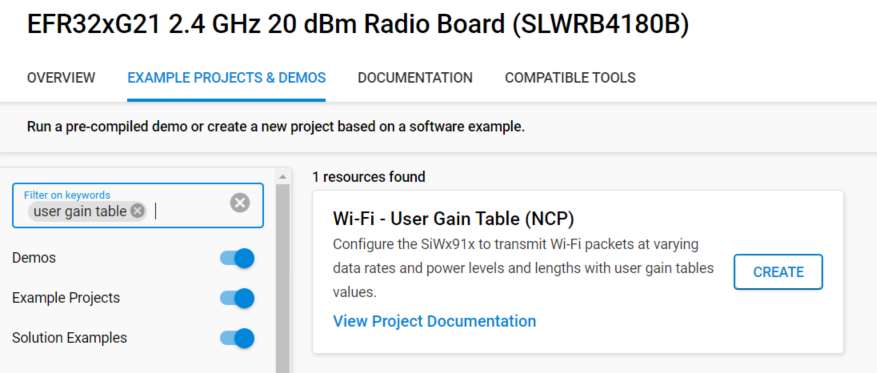 EFR32xG21 2.4 GHz 20 dBm Radio Board (SLWRB4180B)
OVERVIEW EXAMPLE PROJECTS & DEMOS DOCUMENTATION COMPATIBLE TOOLS
Run a pre-compiled demo or create a new project based on a software example.
Filter on keywords
user gain table
Demos
Example Projects
Solution Examples
1 resources found
Wi-Fi - User Gain Table (NCP)
Configure the SiWx91x to transmit Wi-Fi packets at varying
data rates and power levels and lengths with user gain tables
values.
View Project Documentation
CREATE